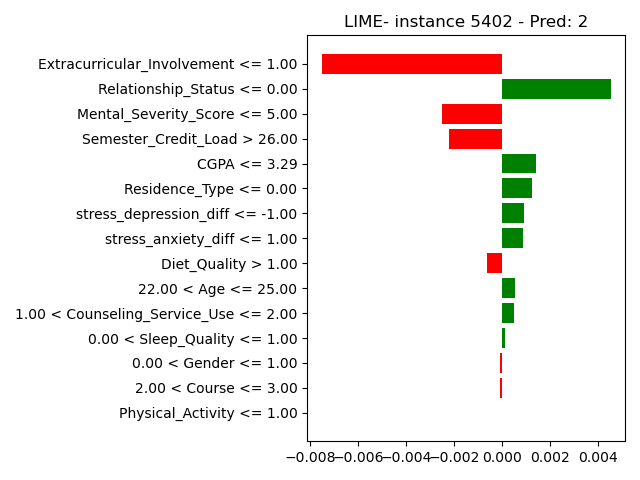 LIME- instance 5402 - Pred: 2
Extracurricular_Involvement <= 1.00
Relationship_Status <= 0.00
Mental_Severity_Score <= 5.00
Semester_Credit_Load > 26.00
CGPA <= 3.29
Residence_Type <= 0.00
stress_depression_diff <= -1.00
stress_anxiety_diff <= 1.00
Diet_Quality > 1.00
22.00 < Age <= 25.00
1.00 < Counseling_Service_Use <= 2.00
0.00 < Sleep_Quality <= 1.00
0.00 < Gender <= 1.00
2.00 < Course <= 3.00
Physical_Activity <= 1.00
−0.008 −0.006 −0.004 −0.002 0.000 0.002 0.004